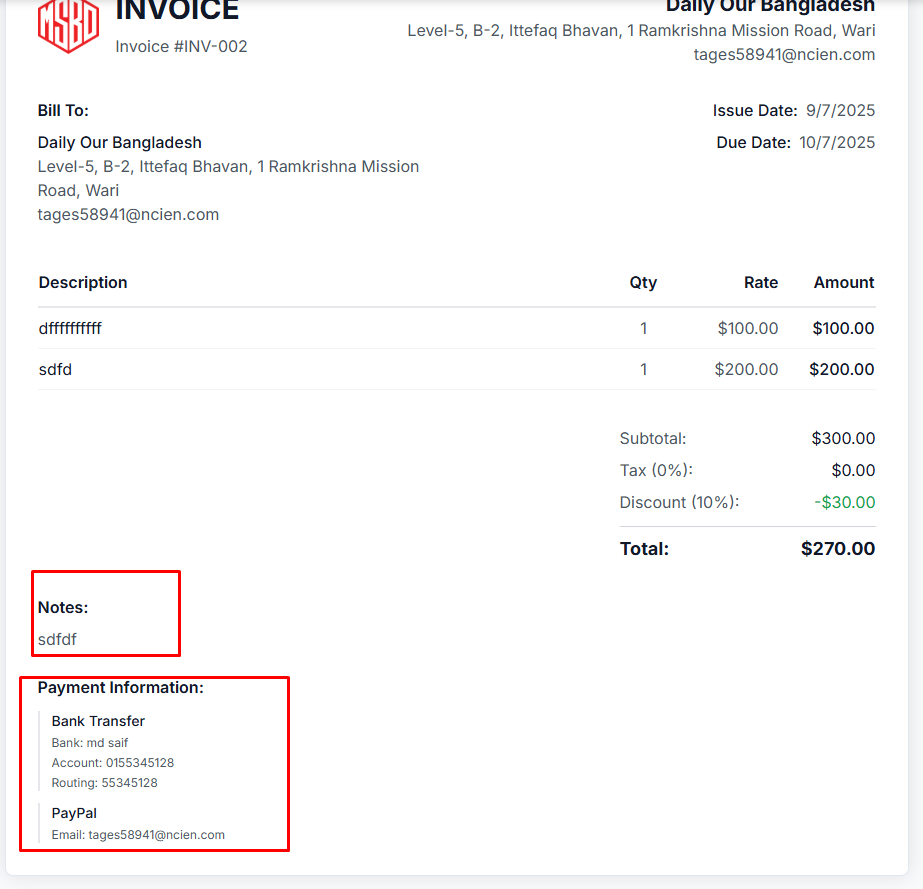 MSBD
INVOICE
Invoice #INV-002
Daily Our Bangladesh
Level-5, B-2, Ittefaq Bhavan, 1 Ramkrishna Mission Road, Wari
tages58941@ncien.com
Bill To:
Daily Our Bangladesh
Level-5, B-2, Ittefaq Bhavan, 1 Ramkrishna Mission
Road, Wari
tages58941@ncien.com
Issue Date: 9/7/2025
Due Date: 10/7/2025
Description Qty Rate Amount
dffffffffff 1 $100.00 $100.00
sdfd 1 $200.00 $200.00
Subtotal: $300.00
Tax (0%): $0.00
Discount (10%): -$30.00
Total: $270.00
Notes:
sdfdf
Payment Information:
Bank Transfer
Bank: md saif
Account: 0155345128
Routing: 55345128
PayPal
Email: tages58941@ncien.com